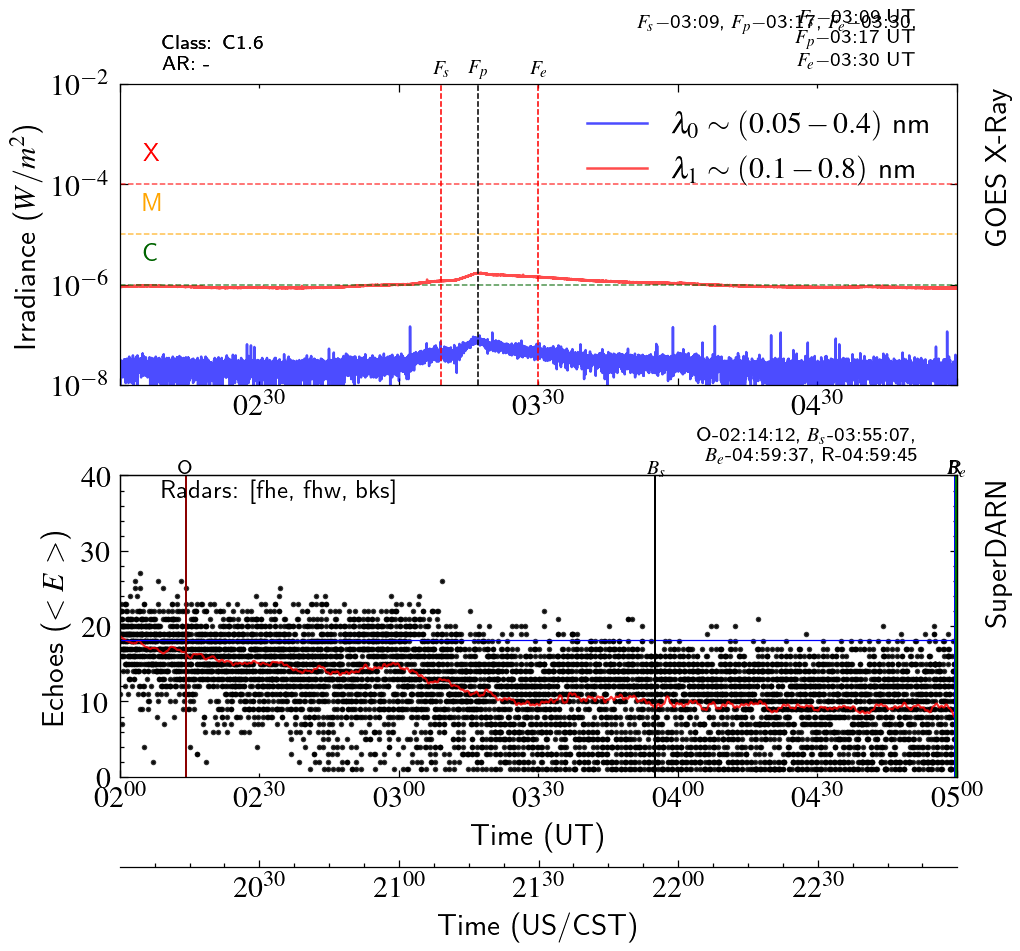 F_s−03:09, F_p−03:17, F_e−03:30,
F_s−03:09 UT
F_p−03:17 UT
F_e−03:30 UT
Class: C1.6
AR: -
F_s F_p F_e
10^−2
10^−4
10^−6
10^−8
Irradiance (W/m^2)
X
M
C
λ_0 ∼ (0.05 − 0.4) nm
λ_1 ∼ (0.1 − 0.8) nm
GOES X-Ray
02^30 03^30 04^30
O-02:14:12, B_s-03:55:07,
B_e-04:59:37, R-04:59:45
O B_s B_e R
Radars: [fhe, fhw, bks]
40
30
20
10
0
Echoes (< E >)
SuperDARN
02^00 02^30 03^00 03^30 04^00 04^30 05^00
Time (UT)
20^30 21^00 21^30 22^00 22^30
Time (US/CST)